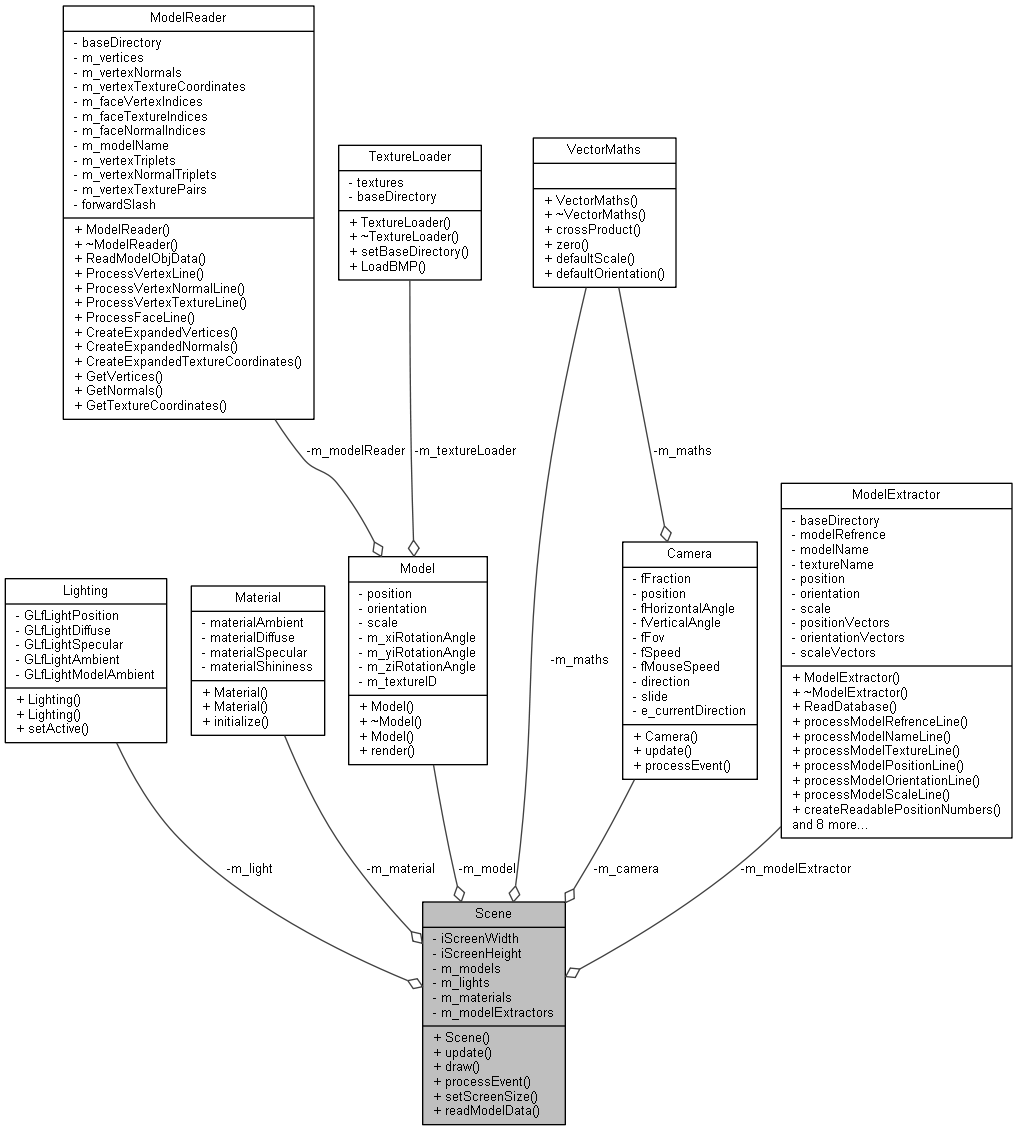 ModelReader
- baseDirectory
- m_vertices
- m_vertexNormals
- m_vertexTextureCoordinates
- m_faceVertexIndices
- m_faceTextureIndices
- m_faceNormalIndices
- m_modelName
- m_vertexTriplets
- m_vertexNormalTriplets
- m_vertexTexturePairs
- forwardSlash
+ ModelReader()
+ ~ModelReader()
+ ReadModelObjData()
+ ProcessVertexLine()
+ ProcessVertexNormalLine()
+ ProcessVertexTextureLine()
+ ProcessFaceLine()
+ CreateExpandedVertices()
+ CreateExpandedNormals()
+ CreateExpandedTextureCoordinates()
+ GetVertices()
+ GetNormals()
+ GetTextureCoordinates()
TextureLoader
- textures
- baseDirectory
+ TextureLoader()
+ ~TextureLoader()
+ setBaseDirectory()
+ LoadBMP()
VectorMaths
+ VectorMaths()
+ ~VectorMaths()
+ crossProduct()
+ zero()
+ defaultScale()
+ defaultOrientation()
-m_modelReader
-m_textureLoader
-m_maths
Lighting
- GLfLightPosition
- GLfLightDiffuse
- GLfLightSpecular
- GLfLightAmbient
- GLfLightModelAmbient
+ Lighting()
+ Lighting()
+ setActive()
Material
- materialAmbient
- materialDiffuse
- materialSpecular
- materialShininess
+ Material()
+ Material()
+ initialize()
Model
- position
- orientation
- scale
- m_xiRotationAngle
- m_yiRotationAngle
- m_ziRotationAngle
- m_textureID
+ Model()
+ ~Model()
+ Model()
+ render()
-m_maths
Camera
- fFraction
- position
- fHorizontalAngle
- fVerticalAngle
- fFov
- fSpeed
- fMouseSpeed
- direction
- slide
- e_currentDirection
+ Camera()
+ update()
+ processEvent()
ModelExtractor
- baseDirectory
- modelRefrence
- modelName
- textureName
- position
- orientation
- scale
- positionVectors
- orientationVectors
- scaleVectors
+ ModelExtractor()
+ ~ModelExtractor()
+ ReadDatabase()
+ processModelRefrenceLine()
+ processModelNameLine()
+ processModelTextureLine()
+ processModelPositionLine()
+ processModelOrientationLine()
+ processModelScaleLine()
+ createReadablePositionNumbers()
and 8 more...
-m_light
-m_material
-m_model
-m_camera
-m_modelExtractor
Scene
- iScreenWidth
- iScreenHeight
- m_models
- m_lights
- m_materials
- m_modelExtractors
+ Scene()
+ update()
+ draw()
+ processEvent()
+ setScreenSize()
+ readModelData()